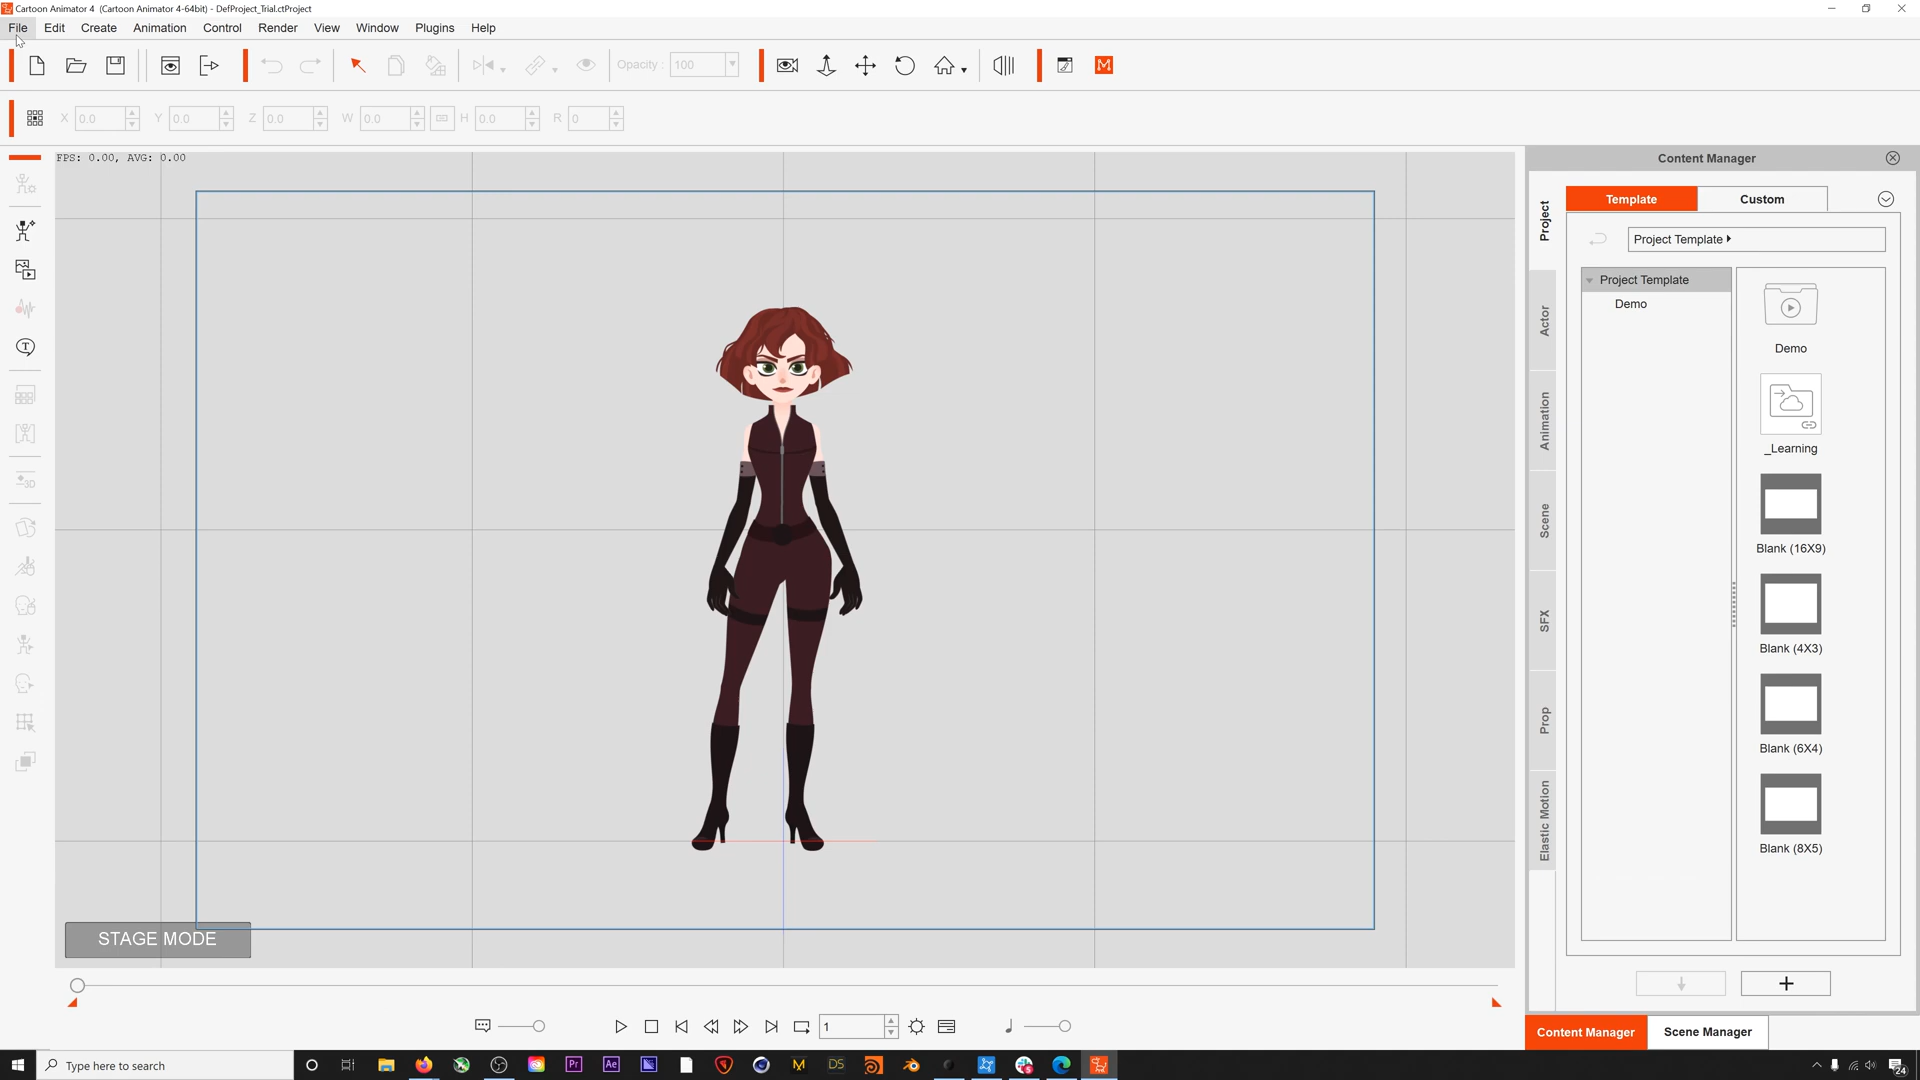 Cartoon Animator 4  (Cartoon Animator 4-64bit) - DefProject_Trial.ctProject
File Edit Create Animation Control Render View Window Plugins Help
Opacity : 100
X 0.0 Y 0.0 Z 0.0 W 0.0 H 0.0 R 0
FPS: 0.00, AVG: 0.00
Content Manager
Template Custom
Project Template
Project Template
Demo
Demo
_Learning
Blank (16X9)
Blank (4X3)
Blank (6X4)
Blank (8X5)
Project
Actor
Animation
Scene
SFX
Prop
Elastic Motion
STAGE MODE
1
Content Manager Scene Manager
Type here to search
Pr Ae M DS
24